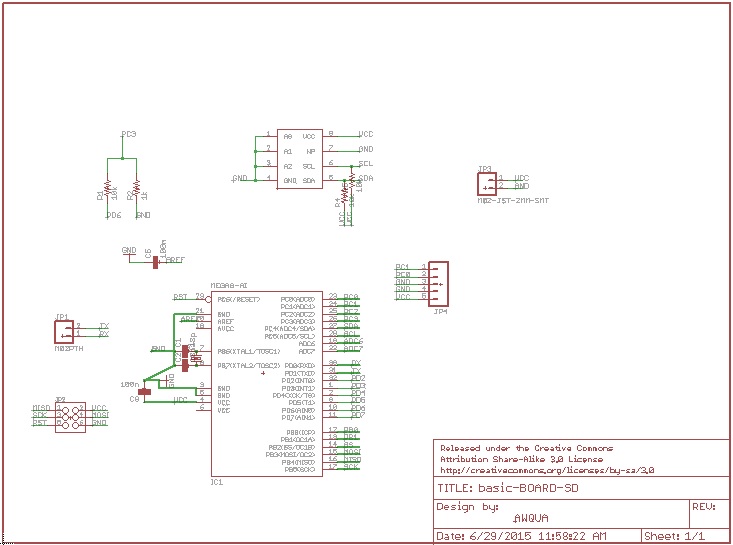 PC3
1 A0 VCC 8 VCC
2 A1 NP 7 GND
3 A2 SCL 6 SCL
GND 4 GND SDA 5 SDA
R1
10k
R2
1k
PD6
GND
R4
VCC
VCC
JP3
1 VCC
2 GND
M02-JST-2MM-SMT
GND
C5
100n
AREF
PC1 1
PC0 2
GND 3
GND 4
VCC 5
JP4
MEGA8-AI
RST 29 PC6(/RESET)
21 GND
AREF 20 AREF
18 AVCC
GND 7 PB6(XTAL1/TOSC1)
8 PB7(XTAL2/TOSC2)
C1
C2
GND
100n
C8
3 GND
5 GND
VCC 4 VCC
6 VCC
PC0(ADC0) 23 PC0
PC1(ADC1) 24 PC1
PC2(ADC2) 25 PC2
PC3(ADC3) 26 PC3
PC4(ADC4/SDA) 27 SDA
PC5(ADC5/SCL) 28 SCL
ADC6 19 ADC6
ADC7 22 ADC7
PD0(RXD) 30 RX
PD1(TXD) 31 TX
PD2(INT0) 32 PD2
PD3(INT1) 1 PD3
PD4(XCK/T0) 2
PD5(T1) 9 PD5
PD6(AIN0) 10 PD6
PD7(AIN1) 11 PD7
PB0(ICP) 12 PB0
PB1(OC1A) 13 PB1
PB2(SS/OC1B) 14 SS
PB3(MOSI/OC2) 15 MOSI
PB4(MISO) 16 MISO
PB5(SCK) 17 SCK
IC1
JP1
2 TX
1 RX
M02PTH
JP2
MISO 1 2 VCC
SCK 3 4 MOSI
RST 5 6 GND
Released under the Creative Commons
Attribution Share-Alike 3.0 License
http://creativecommons.org/licenses/by-sa/3.0
TITLE: basic-BOARD-SD
Design by:
AWQVA
REV:
Date: 6/29/2015 11:58:22 AM
Sheet: 1/1